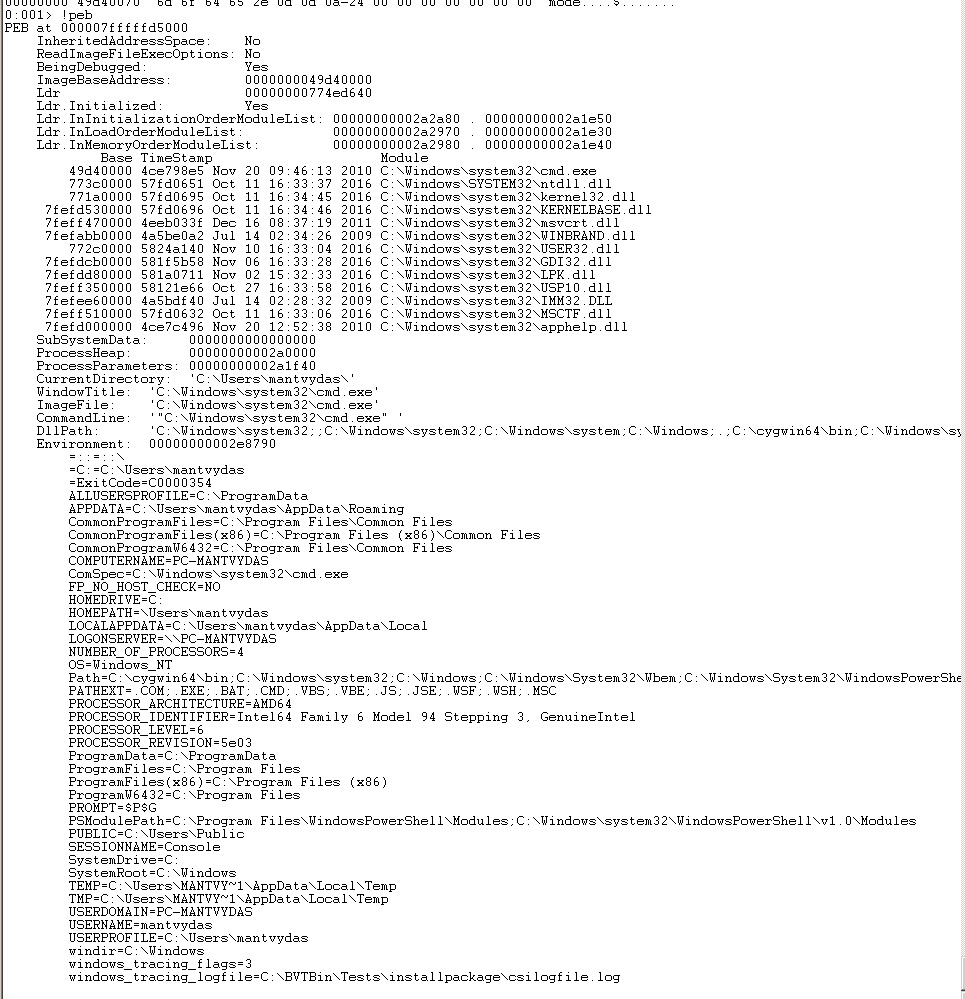 00000000`49d40070  6d 6f 64 65 2e 0d 0d 0a-24 00 00 00 00 00 00 00  mode....$.......
0:001> !peb
PEB at 000007fffffd5000
    InheritedAddressSpace:    No
    ReadImageFileExecOptions: No
    BeingDebugged:            Yes
    ImageBaseAddress:         0000000049d40000
    Ldr                       00000000774ed640
    Ldr.Initialized:          Yes
    Ldr.InInitializationOrderModuleList: 00000000002a2a80 . 00000000002a1e50
    Ldr.InLoadOrderModuleList:           00000000002a2970 . 00000000002a1e30
    Ldr.InMemoryOrderModuleList:         00000000002a2980 . 00000000002a1e40
            Base TimeStamp                     Module
        49d40000 4ce798e5 Nov 20 09:46:13 2010 C:\Windows\system32\cmd.exe
        773c0000 57fd0651 Oct 11 16:33:37 2016 C:\Windows\SYSTEM32\ntdll.dll
        771a0000 57fd0695 Oct 11 16:34:45 2016 C:\Windows\system32\kernel32.dll
     7fefd530000 57fd0696 Oct 11 16:34:46 2016 C:\Windows\system32\KERNELBASE.dll
     7feff470000 4eeb033f Dec 16 08:37:19 2011 C:\Windows\system32\msvcrt.dll
     7fefabb0000 4a5be0a2 Jul 14 02:34:26 2009 C:\Windows\system32\WINBRAND.dll
        772c0000 5824a140 Nov 10 16:33:04 2016 C:\Windows\system32\USER32.dll
     7fefdcb0000 581f5b58 Nov 06 16:33:28 2016 C:\Windows\system32\GDI32.dll
     7fefdd80000 581a0711 Nov 02 15:32:33 2016 C:\Windows\system32\LPK.dll
     7feff350000 58121e66 Oct 27 16:33:58 2016 C:\Windows\system32\USP10.dll
     7fefee60000 4a5bdf40 Jul 14 02:28:32 2009 C:\Windows\system32\IMM32.DLL
     7feff510000 57fd0632 Oct 11 16:33:06 2016 C:\Windows\system32\MSCTF.dll
     7fefd000000 4ce7c496 Nov 20 12:52:38 2010 C:\Windows\system32\apphelp.dll
    SubSystemData:     0000000000000000
    ProcessHeap:       00000000002a0000
    ProcessParameters: 00000000002a1f40
    CurrentDirectory:  'C:\Users\mantvydas\'
    WindowTitle:  'C:\Windows\system32\cmd.exe'
    ImageFile:    'C:\Windows\system32\cmd.exe'
    CommandLine:  '"C:\Windows\system32\cmd.exe" '
    DllPath:      'C:\Windows\system32;;C:\Windows\system32;C:\Windows\system;C:\Windows;.;C:\cygwin64\bin;C:\Windows\sy
    Environment:  00000000002e8790
        =::=::\
        =C:=C:\Users\mantvydas
        =ExitCode=C0000354
        ALLUSERSPROFILE=C:\ProgramData
        APPDATA=C:\Users\mantvydas\AppData\Roaming
        CommonProgramFiles=C:\Program Files\Common Files
        CommonProgramFiles(x86)=C:\Program Files (x86)\Common Files
        CommonProgramW6432=C:\Program Files\Common Files
        COMPUTERNAME=PC-MANTVYDAS
        ComSpec=C:\Windows\system32\cmd.exe
        FP_NO_HOST_CHECK=NO
        HOMEDRIVE=C:
        HOMEPATH=\Users\mantvydas
        LOCALAPPDATA=C:\Users\mantvydas\AppData\Local
        LOGONSERVER=\\PC-MANTVYDAS
        NUMBER_OF_PROCESSORS=4
        OS=Windows_NT
        Path=C:\cygwin64\bin;C:\Windows\system32;C:\Windows;C:\Windows\System32\Wbem;C:\Windows\System32\WindowsPowerShe
        PATHEXT=.COM;.EXE;.BAT;.CMD;.VBS;.VBE;.JS;.JSE;.WSF;.WSH;.MSC
        PROCESSOR_ARCHITECTURE=AMD64
        PROCESSOR_IDENTIFIER=Intel64 Family 6 Model 94 Stepping 3, GenuineIntel
        PROCESSOR_LEVEL=6
        PROCESSOR_REVISION=5e03
        ProgramData=C:\ProgramData
        ProgramFiles=C:\Program Files
        ProgramFiles(x86)=C:\Program Files (x86)
        ProgramW6432=C:\Program Files
        PROMPT=$P$G
        PSModulePath=C:\Program Files\WindowsPowerShell\Modules;C:\Windows\system32\WindowsPowerShell\v1.0\Modules
        PUBLIC=C:\Users\Public
        SESSIONNAME=Console
        SystemDrive=C:
        SystemRoot=C:\Windows
        TEMP=C:\Users\MANTVY~1\AppData\Local\Temp
        TMP=C:\Users\MANTVY~1\AppData\Local\Temp
        USERDOMAIN=PC-MANTVYDAS
        USERNAME=mantvydas
        USERPROFILE=C:\Users\mantvydas
        windir=C:\Windows
        windows_tracing_flags=3
        windows_tracing_logfile=C:\BVTBin\Tests\installpackage\csilogfile.log